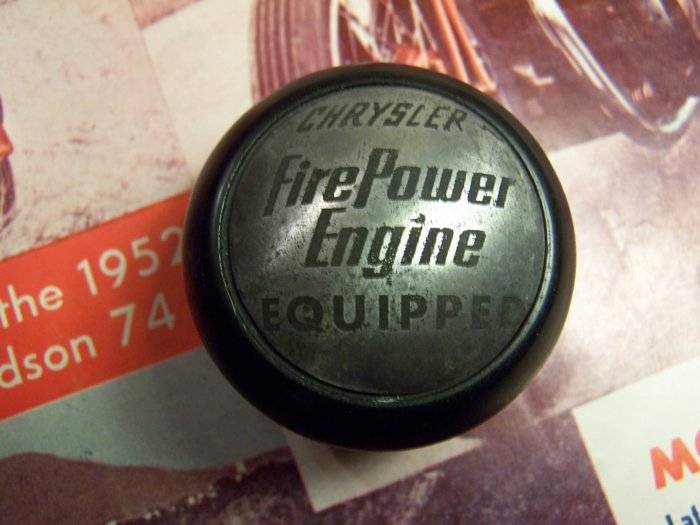 CHRYSLER
FirePower
Engine
EQUIPPED
the 1952
dson 74